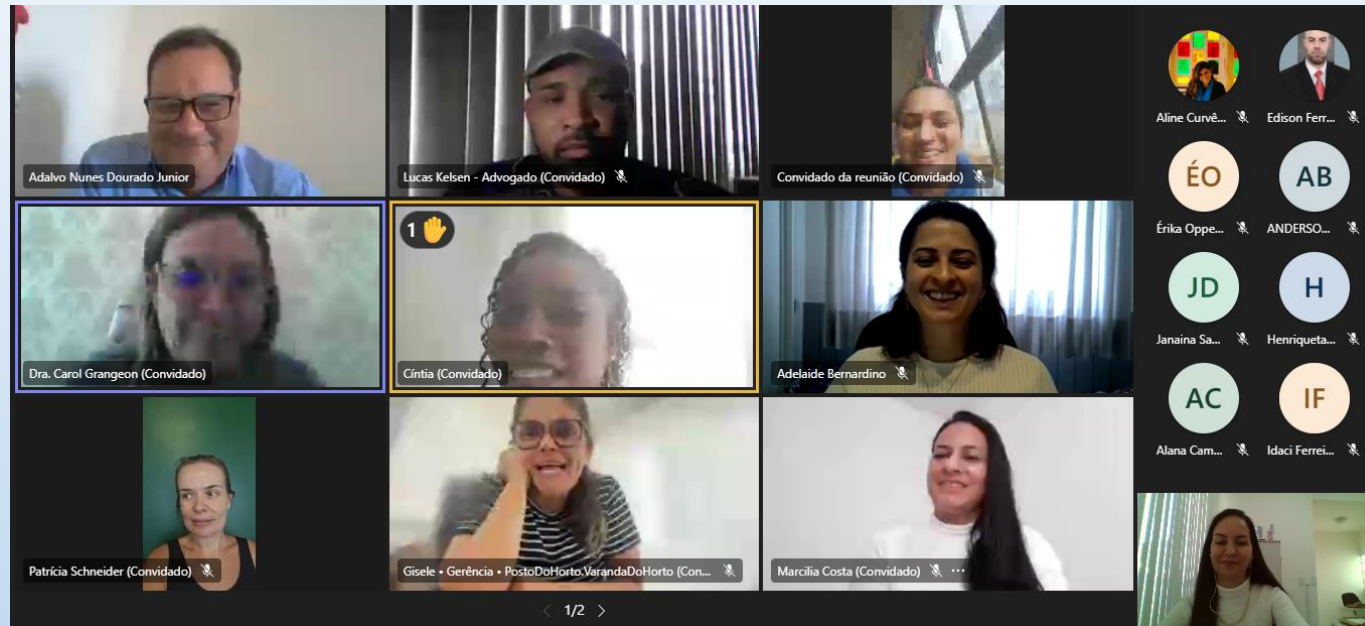 Adalvo Nunes Dourado Junior
Lucas Kelsen - Advogado (Convidado)
Convidado da reunião (Convidado)
Aline Curvê...
Edison Ferr...
ÉO
AB
Érika Oppe...
ANDERSO...
1
Dra. Carol Grangeon (Convidado)
Cíntia (Convidado)
Adelaide Bernardino
JD
H
Janaina Sa...
Henriqueta...
AC
IF
Alana Cam...
Idaci Ferrei...
Patrícia Schneider (Convidado)
Gisele • Gerência • PostoDoHorto.VarandaDoHorto (Con...
Marcilia Costa (Convidado) ...
< 1/2 >